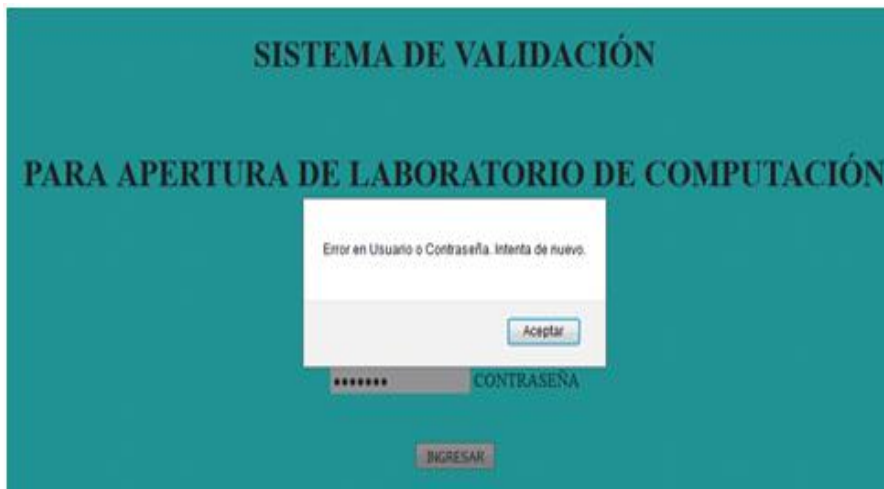 SISTEMA DE VALIDACIÓN
PARA APERTURA DE LABORATORIO DE COMPUTACIÓN
Error en Usuario o Contraseña. Intenta de nuevo.
Aceptar
CONTRASEÑA
INGRESAR